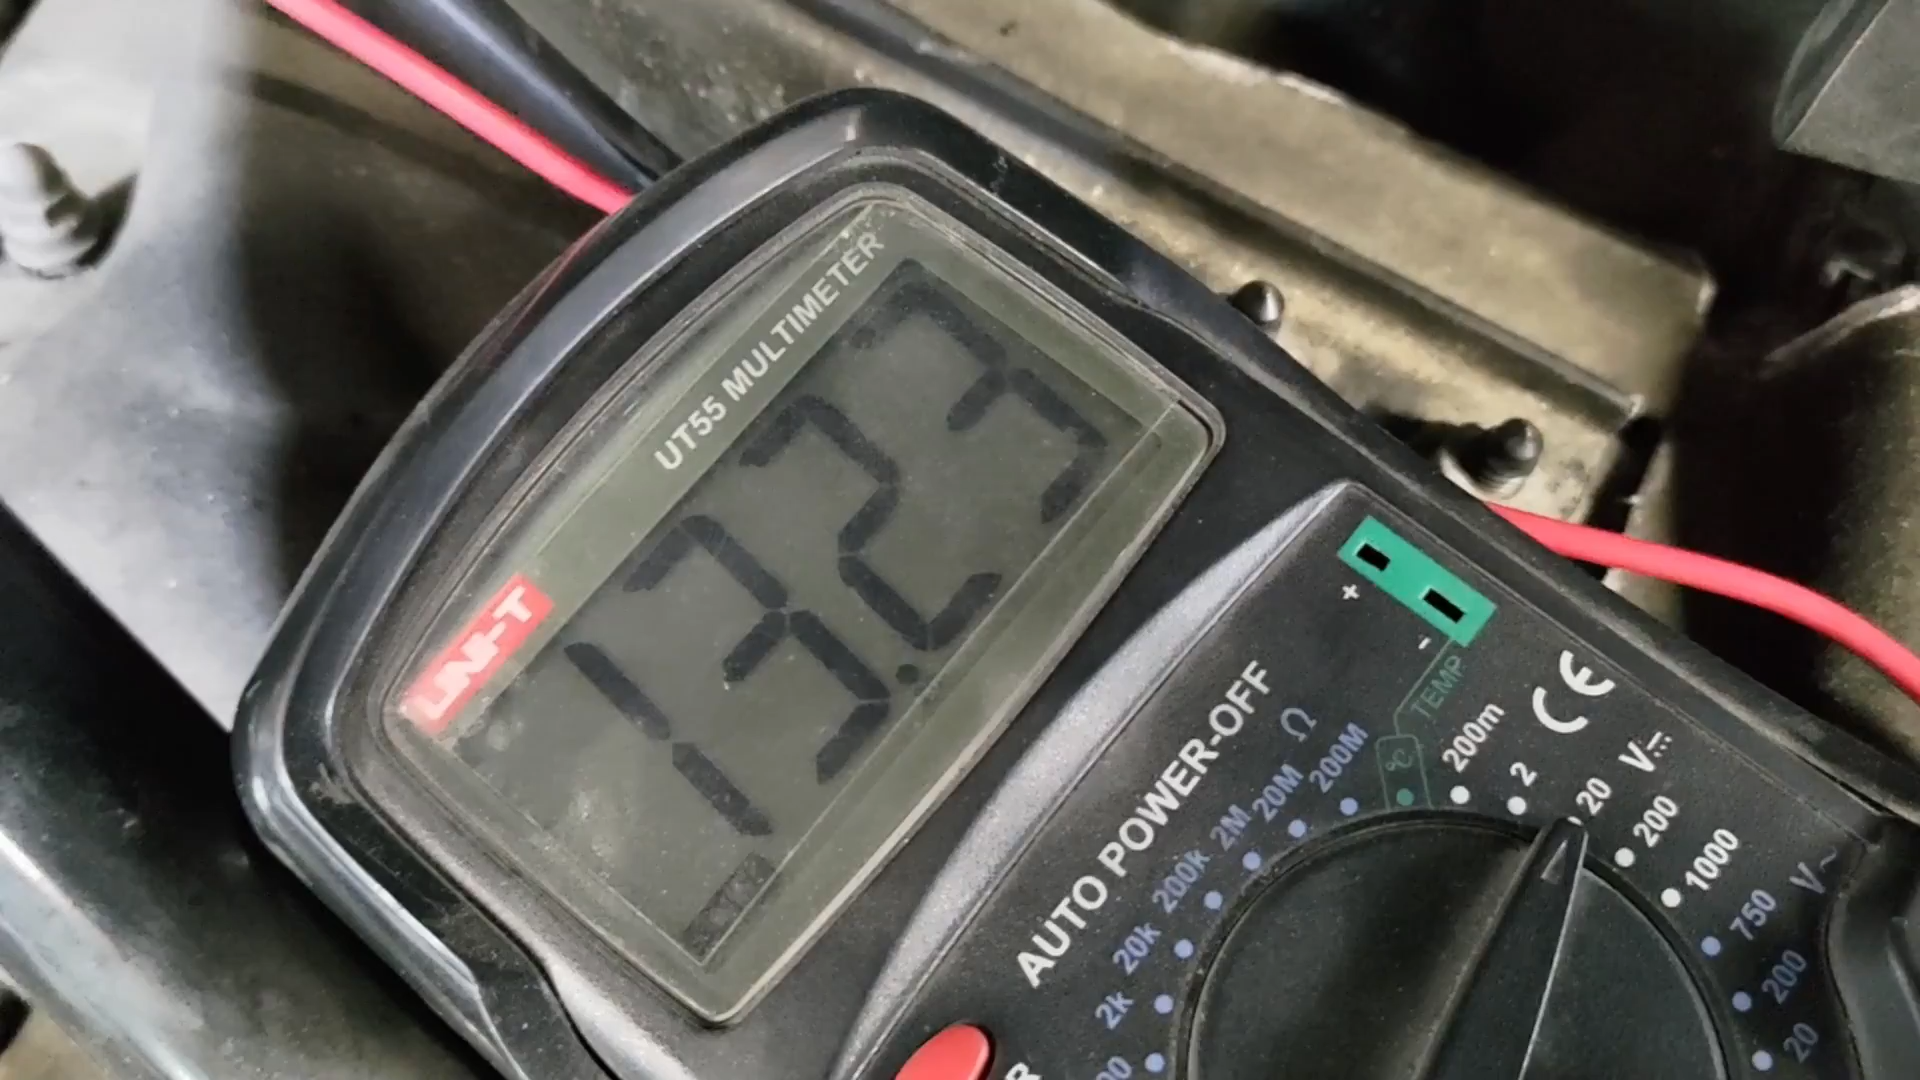 UNI-T
UT55 MULTIMETER
13.23
+
-
TEMP
°C
CE
AUTO POWER-OFF
Ω
200M
20M
2M
200k
20k
2k
200m
2
20
200
1000
V⎓
750
200
20
V~